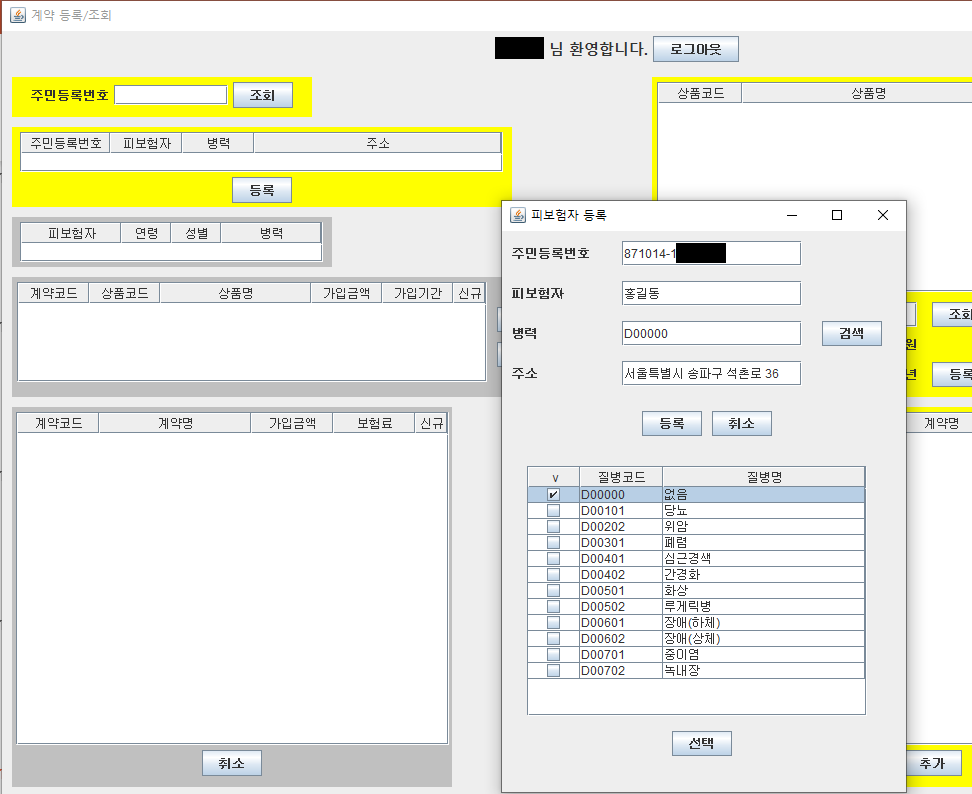 계약 등록/조회
님 환영합니다. 로그아웃
주민등록번호 조회
상품코드 상품명
주민등록번호 피보험자 병력 주소
등록
피보험자 연령 성별 병력
계약코드 상품코드 상품명 가입금액 가입기간 신규
조회
원
년 등록
계약코드 계약명 가입금액 보험료 신규
계약명
취소
추가
피보험자 등록
주민등록번호 871014-1
피보험자 홍길동
병력 D00000 검색
주소 서울특별시 송파구 석촌로 36
등록 취소
v 질병코드 질병명
D00000 없음
D00101 당뇨
D00202 위암
D00301 폐렴
D00401 심근경색
D00402 간경화
D00501 화상
D00502 루게릭병
D00601 장애(하체)
D00602 장애(상체)
D00701 중이염
D00702 녹내장
선택